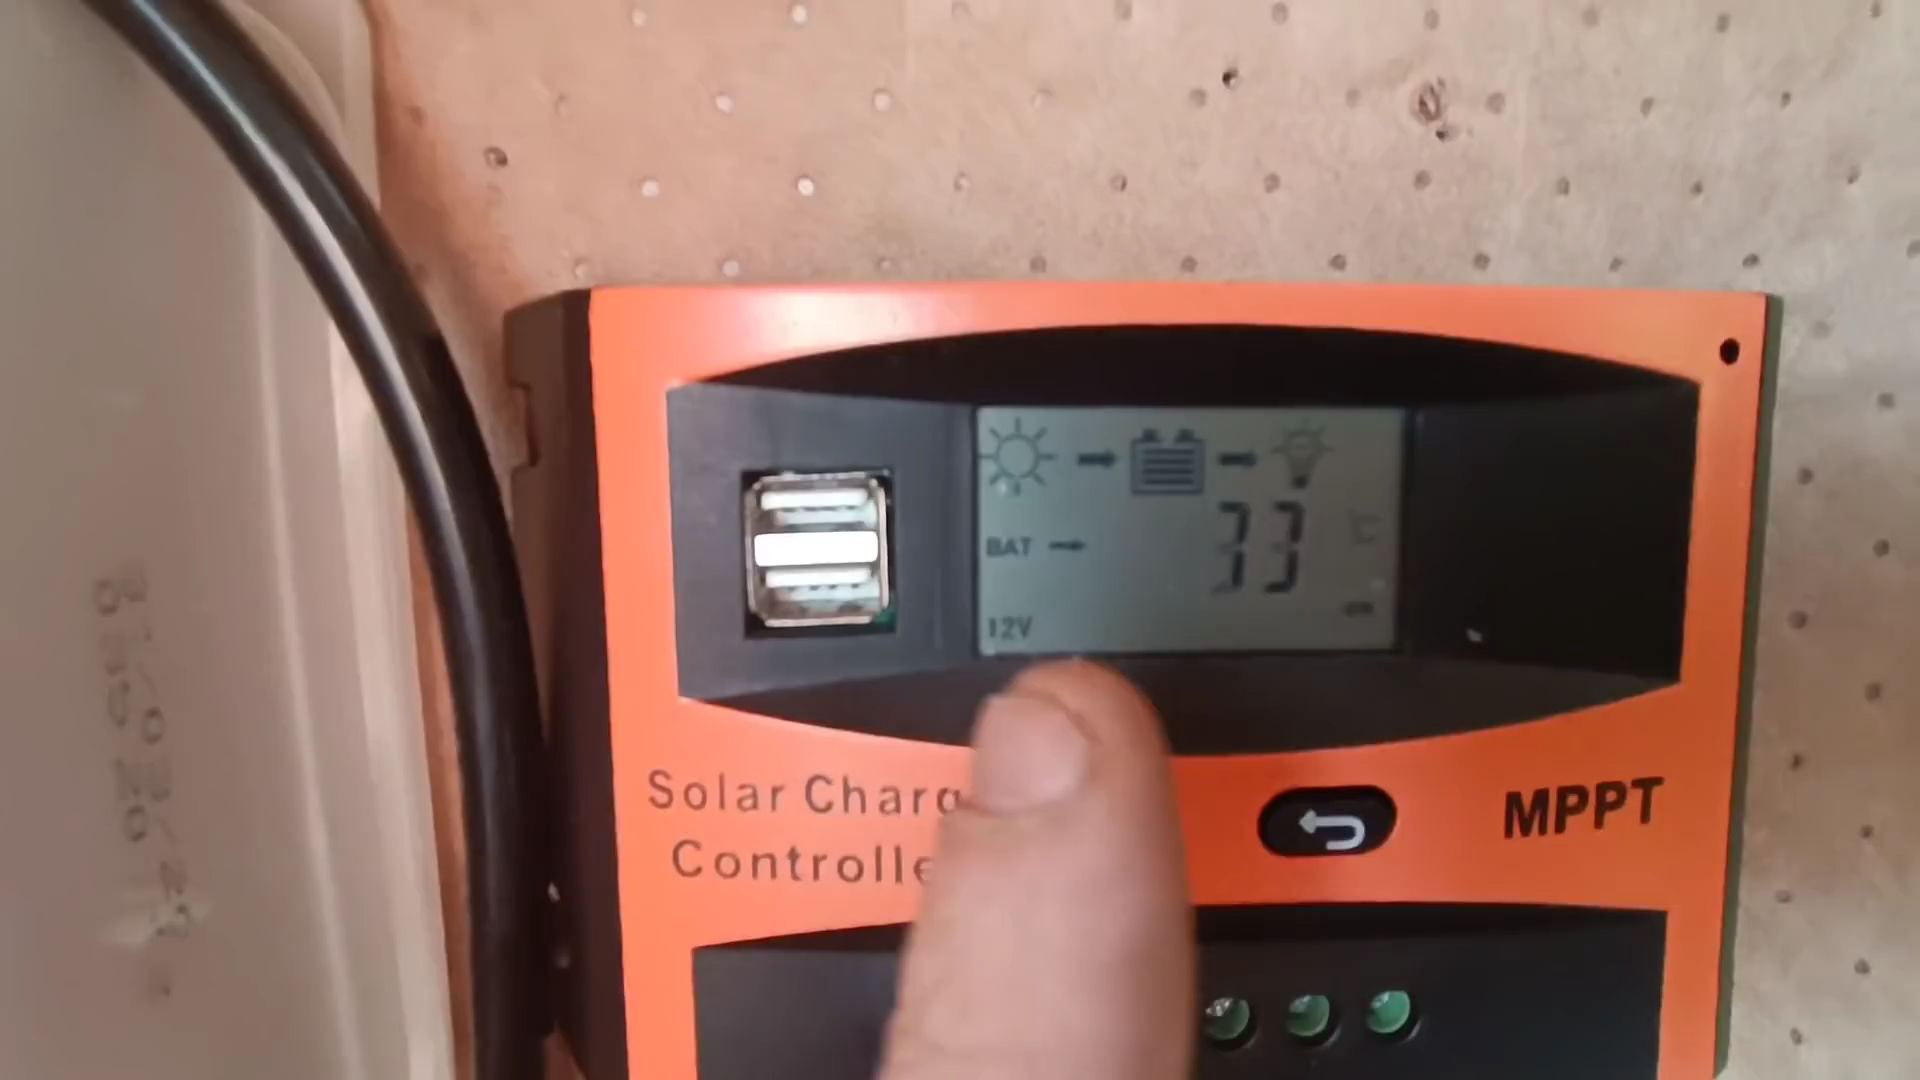 BAT
33 °C
12V
Solar Charg
Controlle
MPPT